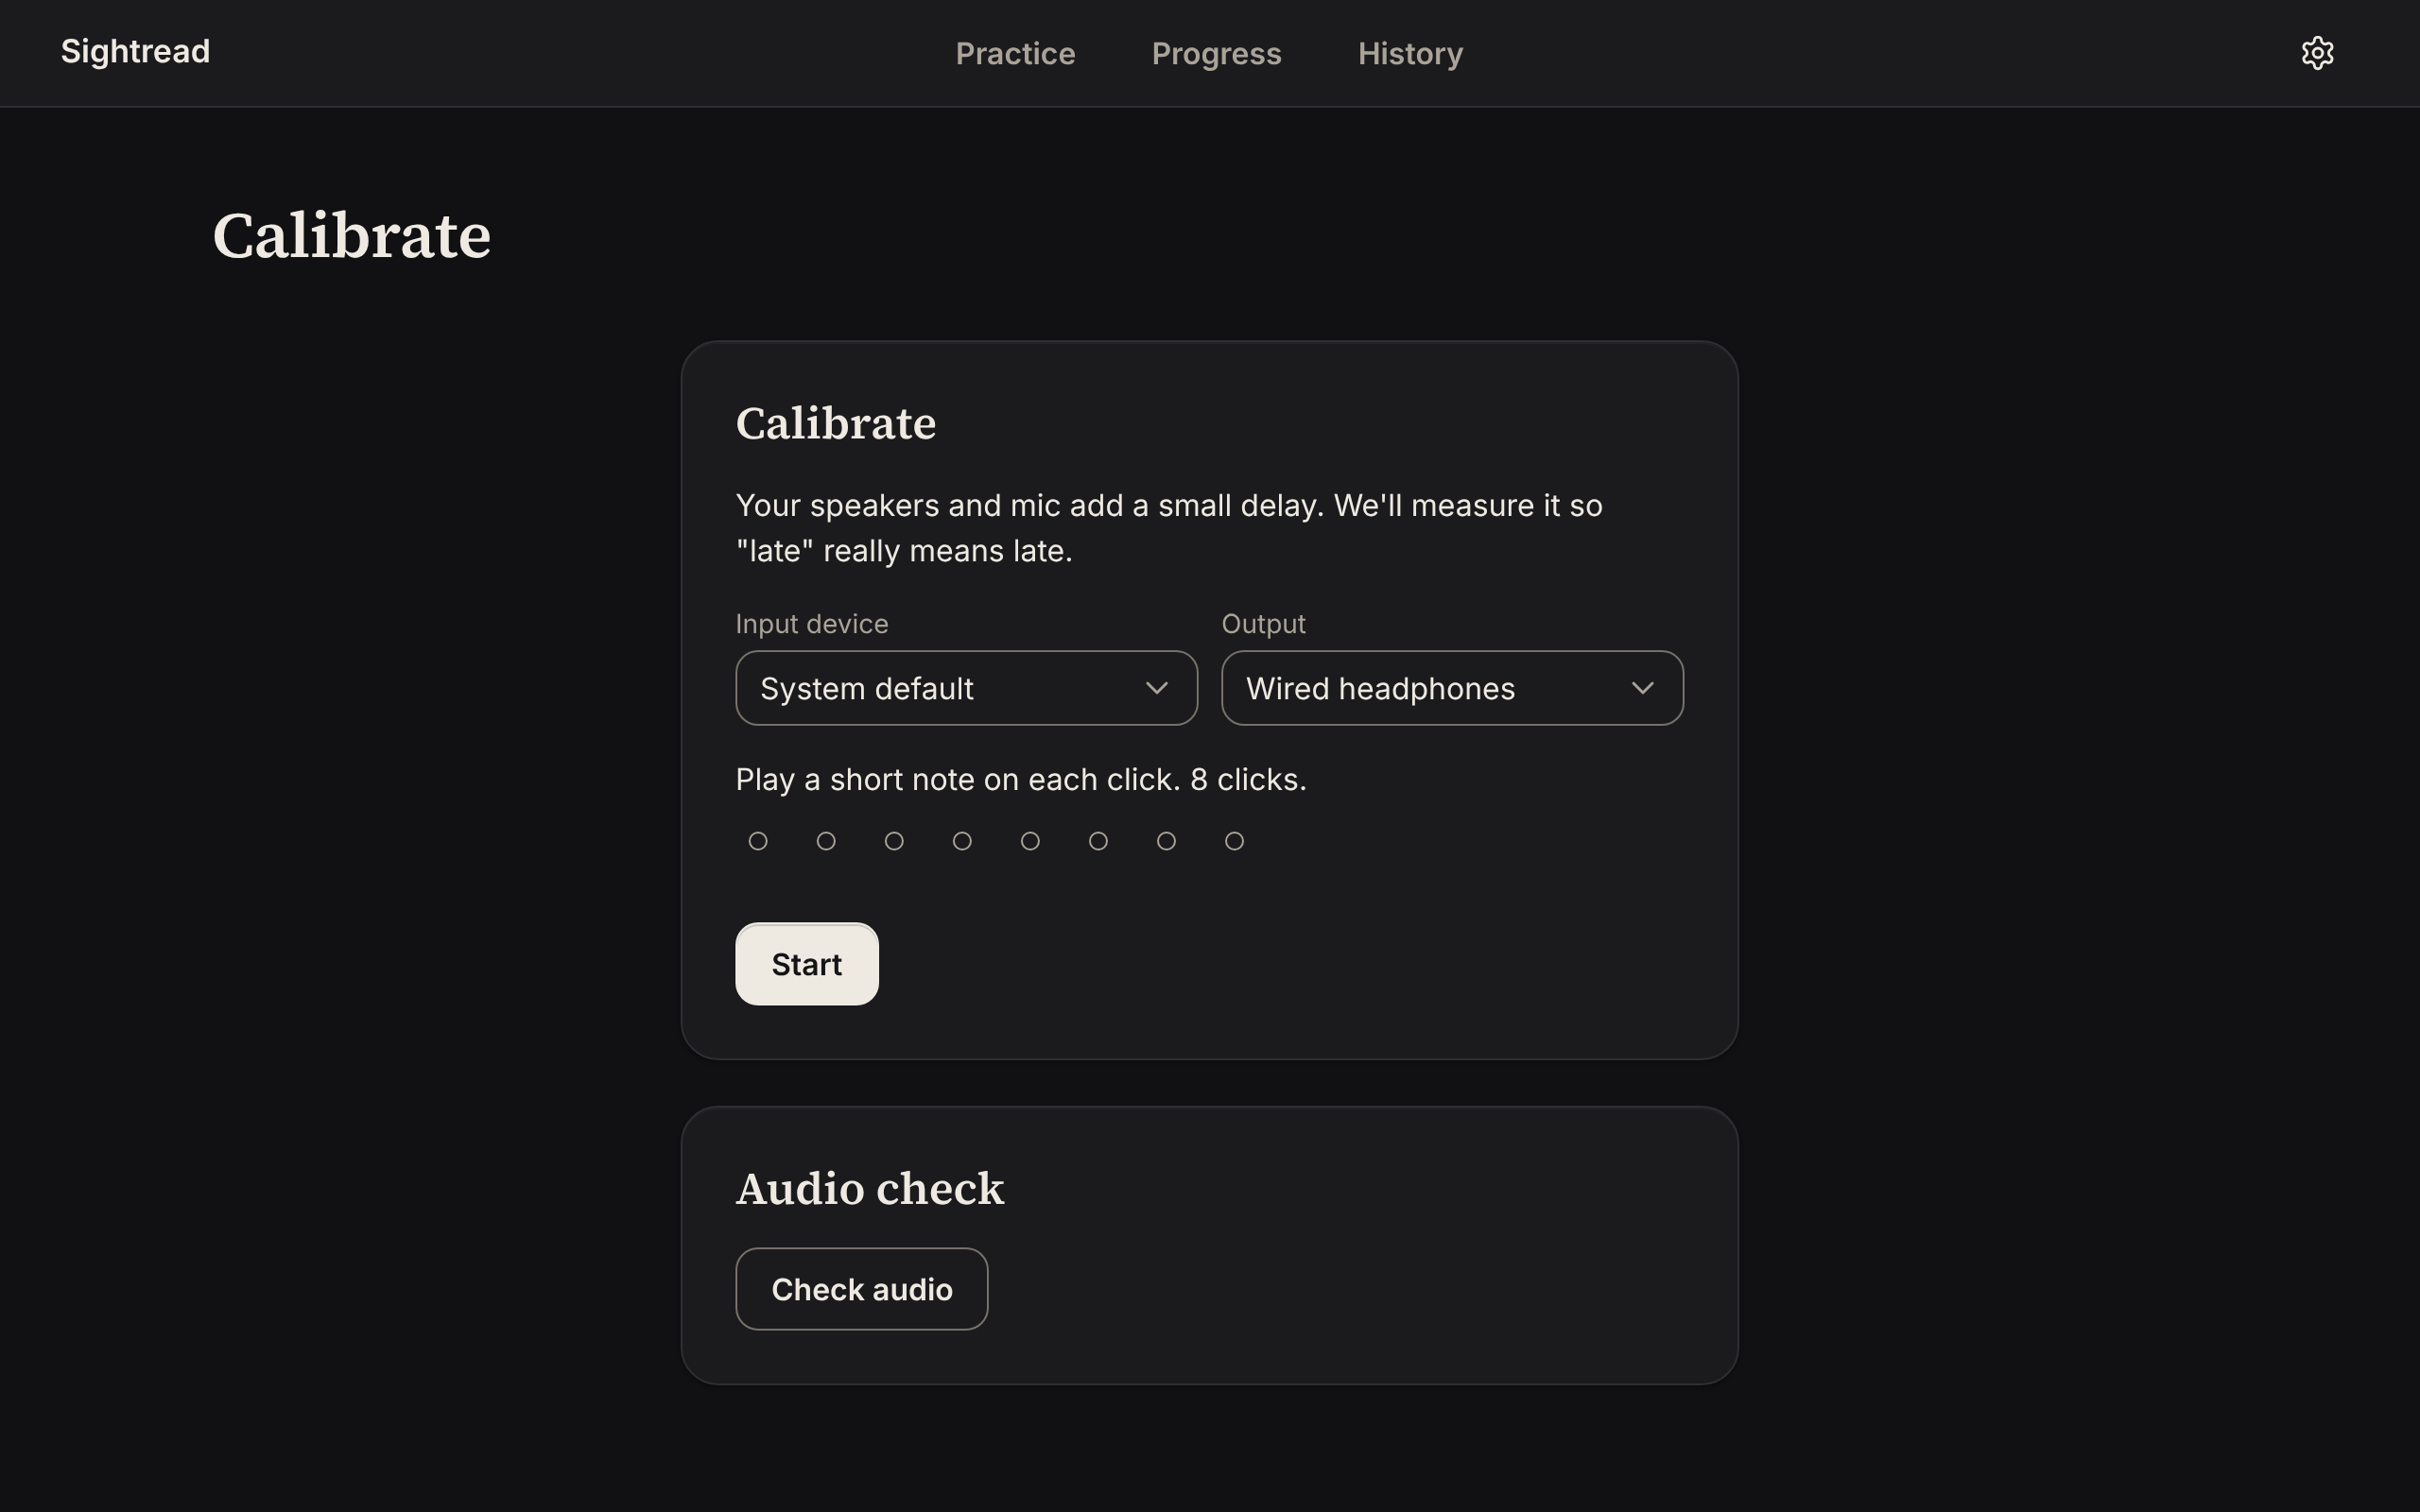 Sightread
Practice
Progress
History
Calibrate
Calibrate
Your speakers and mic add a small delay. We'll measure it so
"late" really means late.
Input device
Output
System default
Wired headphones
Play a short note on each click. 8 clicks.
Start
Audio check
Check audio